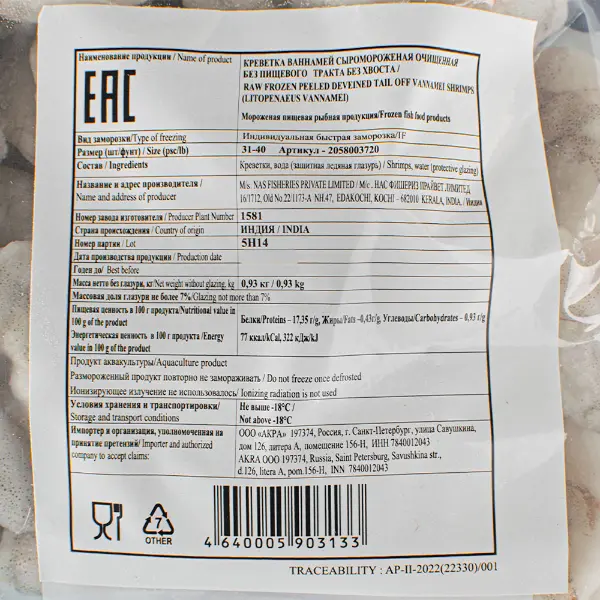 Наименование продукции / Name of product
КРЕВЕТКА ВАННАМЕЙ СЫРОМОРОЖЕНАЯ ОЧИЩЕННАЯ
БЕЗ ПИЩЕВОГО ТРАКТА БЕЗ ХВОСТА /
RAW FROZEN PEELED DEVEINED TAIL OFF VANNAMEI SHRIMPS
(LITOPENAEUS VANNAMEI)
EAC
Мороженая пищевая рыбная продукция/Frozen fish food products
Вид заморозки/Type of freezing
Индивидуальная быстрая заморозка/IF
Размер (шт/фунт) / Size (psc/lb)
31-40 Артикул - 2058003720
Состав / Ingredients
Креветки, вода (защитная ледяная глазурь) / Shrimps, water (protective glazing)
Название и адрес производителя /
Name and address of producer
M/s. NAS FISHERIES PRIVATE LIMITED / М/с. НАС ФИШЕРИЗ ПРАЙВЕТ ЛИМИТЕД
16/1712, Old No.22/1173-A NH.47, EDAKOCHI, KOCHI - 682010 KERALA, INDIA. / Индия
Номер завода изготовителя / Producer Plant Number
1581
Страна происхождения / Country of origin
ИНДИЯ / INDIA
Номер партии / Lot
5H14
Дата производства продукции / Production date
Годен до/ Best before
Масса нетто без глазури, кг/Net weight without glazing, kg
0,93 кг / 0,93 kg
Массовая доля глазури не более 7%/Glazing not more than 7%
Пищевая ценность в 100 г продукта/Nutritional value in
100 g of the product
Белки/Proteins – 17,35 г/g, Жиры/Fats –0,43г/g, Углеводы/Carbohydrates – 0,93 г/g
Энергетическая ценность в 100 г продукта /Energy
value in 100 g of the product
77 ккал/kCal, 322 кДж/kJ
Продукт аквакультуры/Aquaculture product
Размороженный продукт повторно не замораживать / Do not freeze once defrosted
Ионизирующее излучение не использовалось/ Ionizing radiation is not used
Условия хранения и транспортировки/
Storage and transport conditions
Не выше -18°C /
Not above -18°C
Импортер и организация, уполномоченная на
принятие претензий/ Importer and authorized
company to accept claims:
ООО «АКРА» 197374, Россия, г. Санкт-Петербург, улица Савушкина,
дом 126, литера А, помещение 156-Н, ИНН 7840012043
AKRA OOO 197374, Russia, Saint Petersburg, Savushkina str.,
d.126, litera A, pom.156-H, INN 7840012043
7
OTHER
4 640005 903133
TRACEABILITY : AP-II-2022(22330)/001